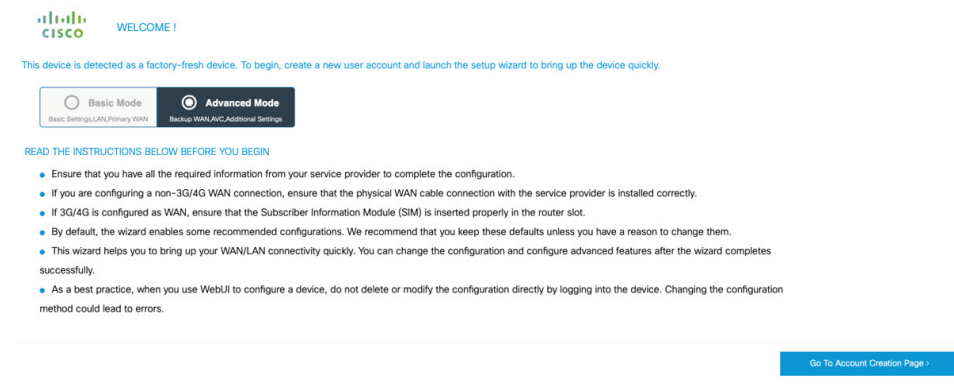 CISCO
WELCOME !
This device is detected as a factory-fresh device. To begin, create a new user account and launch the setup wizard to bring up the device quickly.
Basic Mode
Basic Settings,LAN,Primary WAN
Advanced Mode
Backup WAN,AVC,Additional Settings
READ THE INSTRUCTIONS BELOW BEFORE YOU BEGIN
• Ensure that you have all the required information from your service provider to complete the configuration.
• If you are configuring a non-3G/4G WAN connection, ensure that the physical WAN cable connection with the service provider is installed correctly.
• If 3G/4G is configured as WAN, ensure that the Subscriber Information Module (SIM) is inserted properly in the router slot.
• By default, the wizard enables some recommended configurations. We recommend that you keep these defaults unless you have a reason to change them.
• This wizard helps you to bring up your WAN/LAN connectivity quickly. You can change the configuration and configure advanced features after the wizard completes
successfully.
• As a best practice, when you use WebUI to configure a device, do not delete or modify the configuration directly by logging into the device. Changing the configuration
method could lead to errors.
Go To Account Creation Page ›